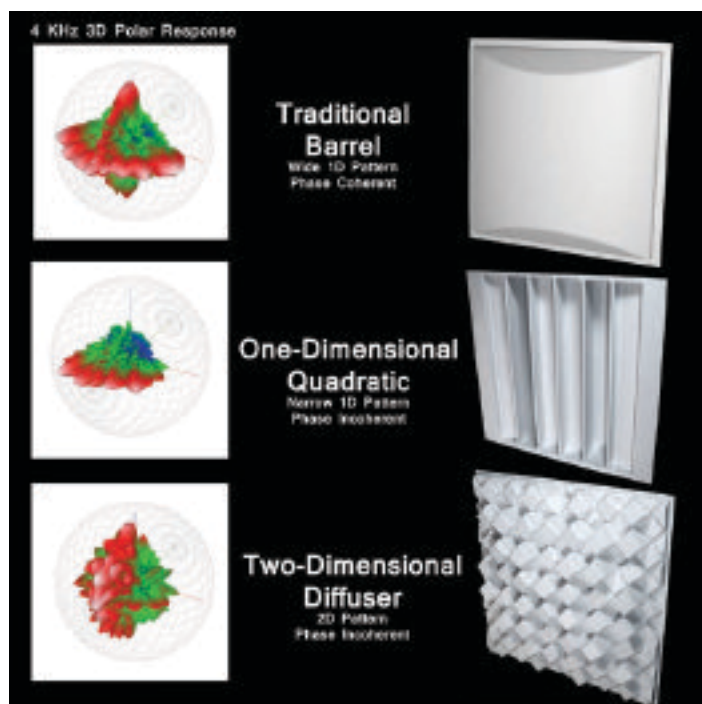 4 KHz 3D Polar Response
Traditional
Barrel
Wide 1D Pattern
Phase Coherent
One-Dimensional
Quadratic
Narrow 1D Pattern
Phase Incoherent
Two-Dimensional
Diffuser
2D Pattern
Phase Incoherent